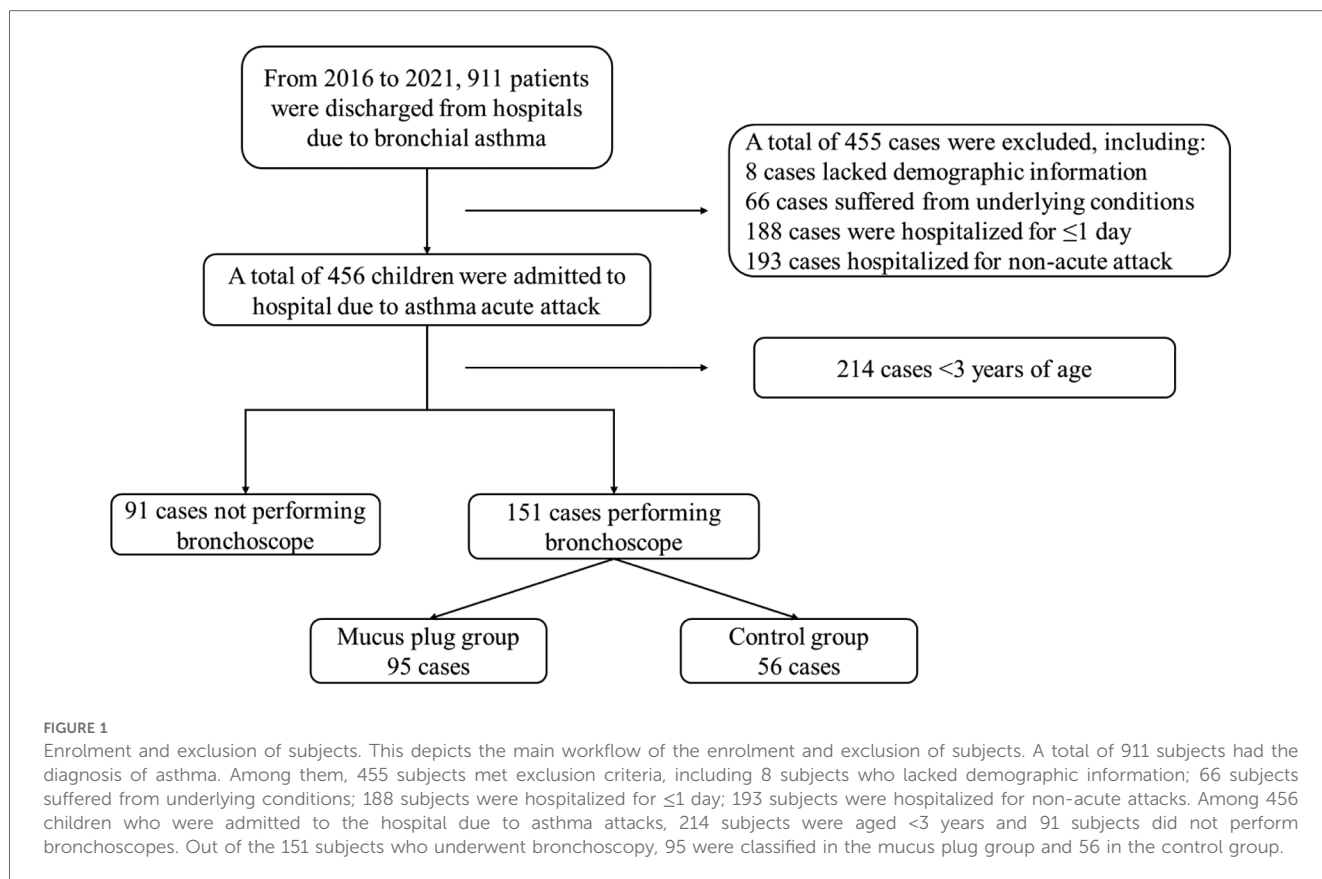 From 2016 to 2021, 911 patients
were discharged from hospitals
due to bronchial asthma
A total of 455 cases were excluded, including:
8 cases lacked demographic information
66 cases suffered from underlying conditions
188 cases were hospitalized for ≤1 day
193 cases hospitalized for non-acute attack
A total of 456 children were admitted to
hospital due to asthma acute attack
214 cases <3 years of age
91 cases not performing
bronchoscope
151 cases performing
bronchoscope
Mucus plug group
95 cases
Control group
56 cases
FIGURE 1
Enrolment and exclusion of subjects. This depicts the main workflow of the enrolment and exclusion of subjects. A total of 911 subjects had the
diagnosis of asthma. Among them, 455 subjects met exclusion criteria, including 8 subjects who lacked demographic information; 66 subjects
suffered from underlying conditions; 188 subjects were hospitalized for ≤1 day; 193 subjects were hospitalized for non-acute attacks. Among 456
children who were admitted to the hospital due to asthma attacks, 214 subjects were aged <3 years and 91 subjects did not perform
bronchoscopes. Out of the 151 subjects who underwent bronchoscopy, 95 were classified in the mucus plug group and 56 in the control group.